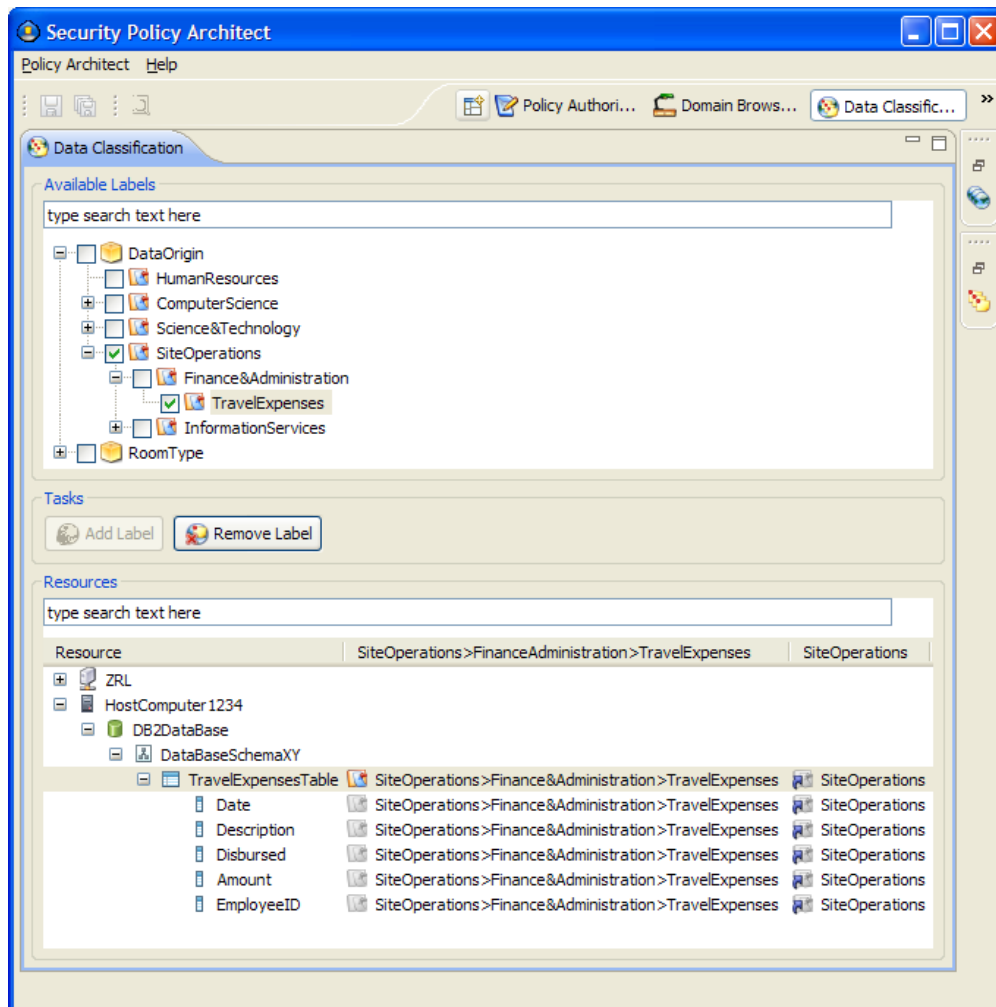 Security Policy Architect
Policy Architect Help
Policy Authori... Domain Brows... Data Classific... »
Data Classification
Available Labels
type search text here
DataOrigin
HumanResources
ComputerScience
Science&Technology
SiteOperations
Finance&Administration
TravelExpenses
InformationServices
RoomType
Tasks
Add Label Remove Label
Resources
type search text here
Resource SiteOperations>FinanceAdministration>TravelExpenses SiteOperations
ZRL
HostComputer1234
DB2DataBase
DataBaseSchemaXY
TravelExpensesTable SiteOperations>Finance&Administration>TravelExpenses SiteOperations
Date SiteOperations>Finance&Administration>TravelExpenses SiteOperations
Description SiteOperations>Finance&Administration>TravelExpenses SiteOperations
Disbursed SiteOperations>Finance&Administration>TravelExpenses SiteOperations
Amount SiteOperations>Finance&Administration>TravelExpenses SiteOperations
EmployeeID SiteOperations>Finance&Administration>TravelExpenses SiteOperations